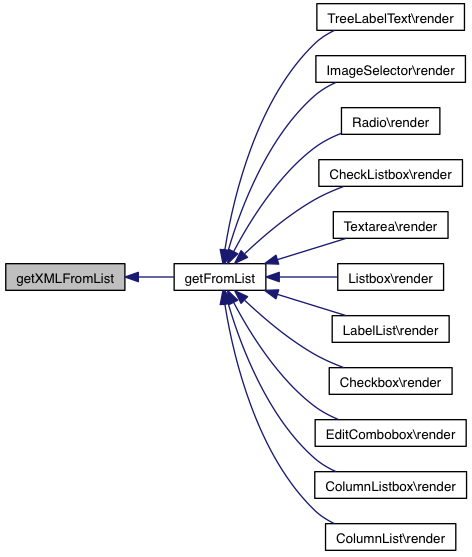 TreeLabelText\render
ImageSelector\render
Radio\render
CheckListbox\render
Textarea\render
getXMLFromList
getFromList
Listbox\render
LabelList\render
Checkbox\render
EditCombobox\render
ColumnListbox\render
ColumnList\render